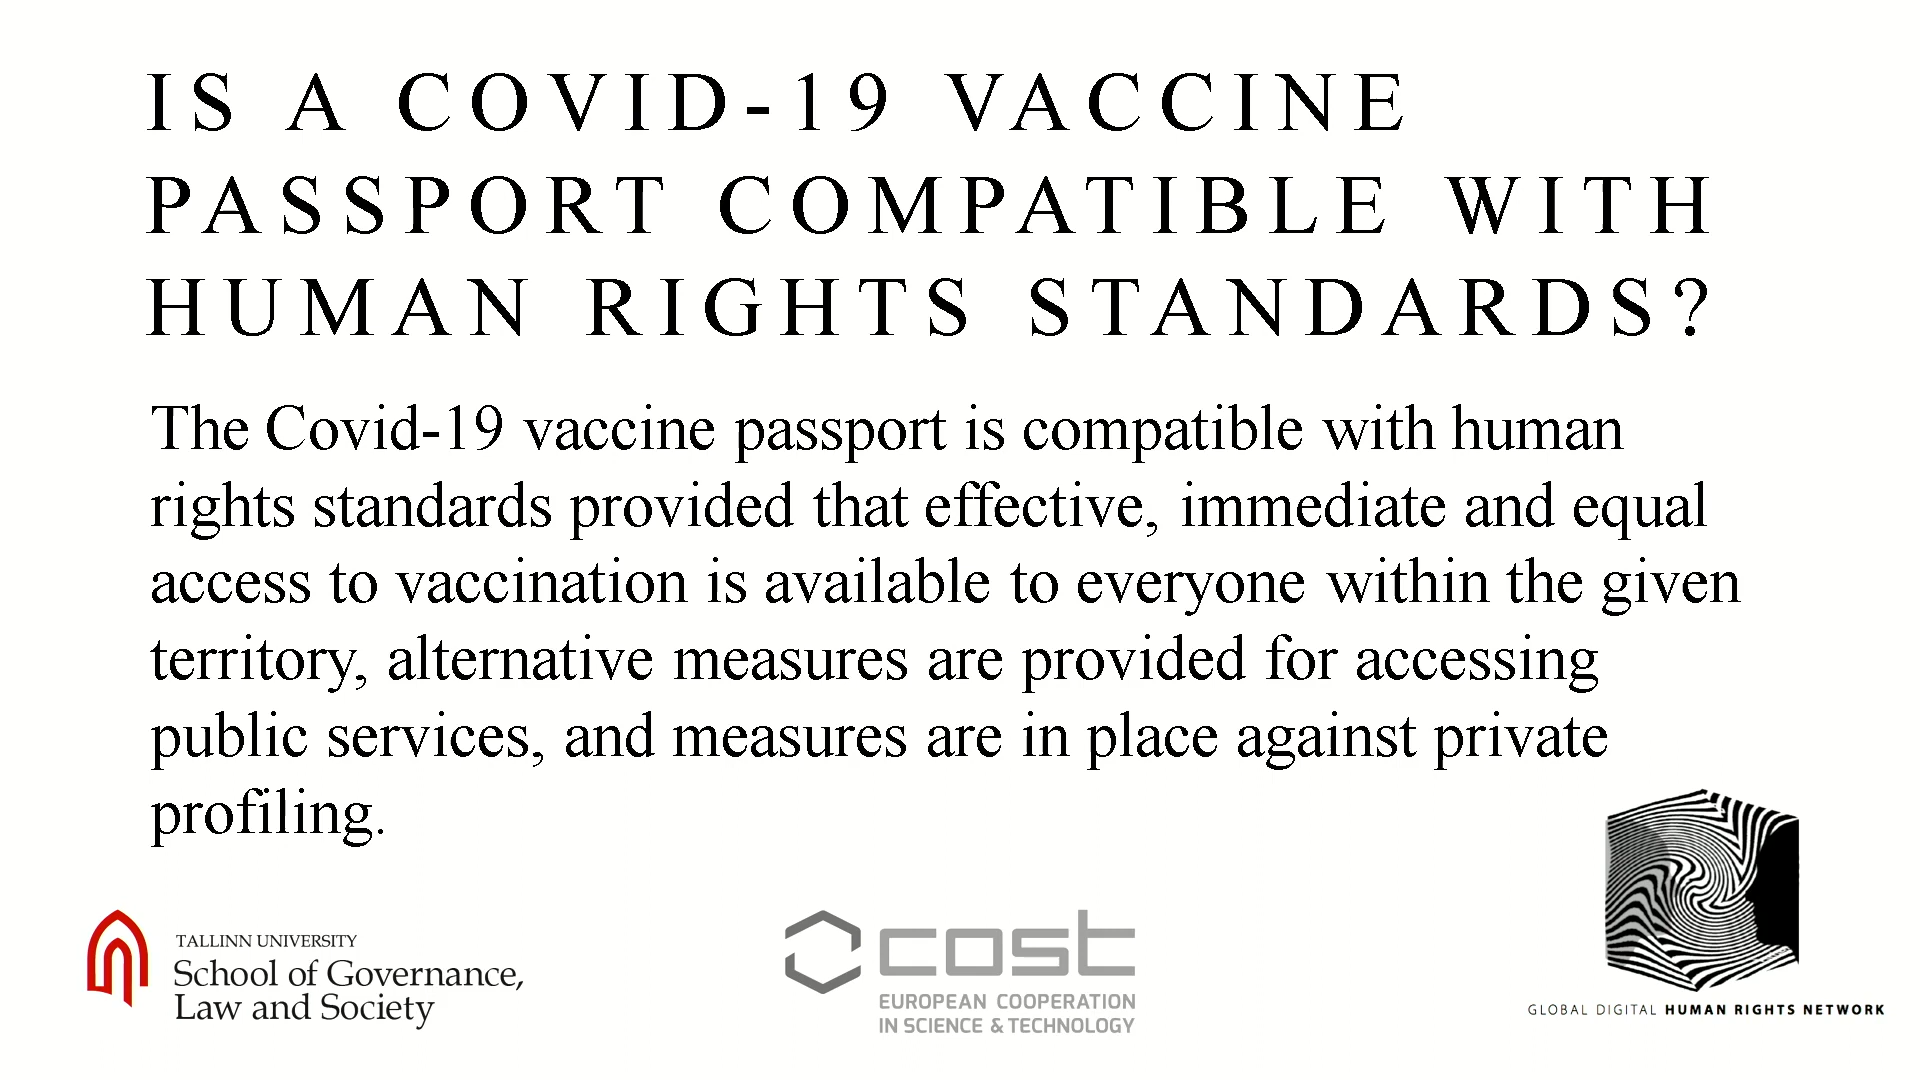 IS A COVID-19 VACCINE
PASSPORT COMPATIBLE WITH
HUMAN RIGHTS STANDARDS?
The Covid-19 vaccine passport is compatible with human
rights standards provided that effective, immediate and equal
access to vaccination is available to everyone within the given
territory, alternative measures are provided for accessing
public services, and measures are in place against private
profiling.
TALLINN UNIVERSITY
School of Governance,
Law and Society
cost
EUROPEAN COOPERATION
IN SCIENCE & TECHNOLOGY
GLOBAL DIGITAL HUMAN RIGHTS NETWORK